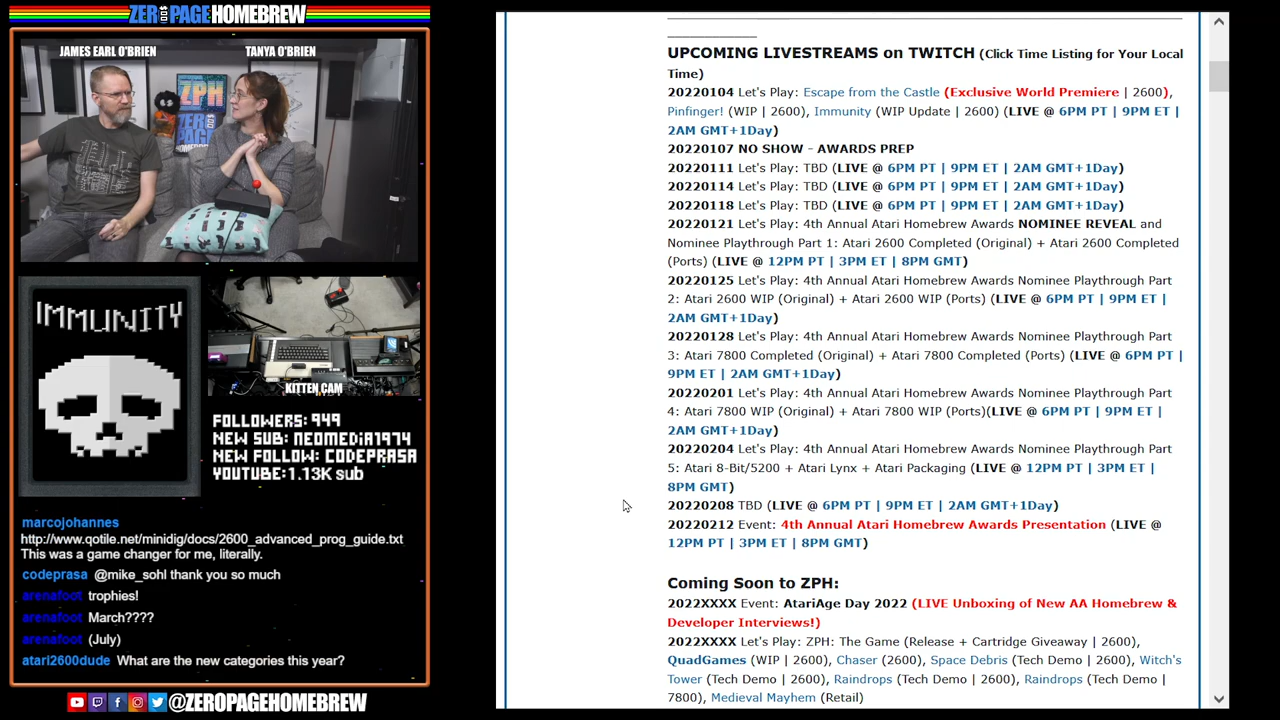 ZEROPAGE HOMEBREW
JAMES EARL O'BRIEN
TANYA O'BRIEN
ZPH
ZERO
PAGE
HOMEBREW
IMMUNITY
KITTEN CAM
FOLLOWERS: 949
NEW SUB: NEOMEDIA1974
NEW FOLLOW: CODEPRASA
YOUTUBE:1.13K sub
marcojohannes
http://www.qotile.net/minidig/docs/2600_advanced_prog_guide.txt
This was a game changer for me, literally.
codeprasa @mike_sohl thank you so much
arenafoot trophies!
arenafoot March????
arenafoot (July)
atari2600dude What are the new categories this year?
@ZEROPAGEHOMEBREW
UPCOMING LIVESTREAMS on TWITCH (Click Time Listing for Your Local
Time)
20220104 Let's Play: Escape from the Castle (Exclusive World Premiere | 2600),
Pinfinger! (WIP | 2600), Immunity (WIP Update | 2600) (LIVE @ 6PM PT | 9PM ET |
2AM GMT+1Day)
20220107 NO SHOW - AWARDS PREP
20220111 Let's Play: TBD (LIVE @ 6PM PT | 9PM ET | 2AM GMT+1Day)
20220114 Let's Play: TBD (LIVE @ 6PM PT | 9PM ET | 2AM GMT+1Day)
20220118 Let's Play: TBD (LIVE @ 6PM PT | 9PM ET | 2AM GMT+1Day)
20220121 Let's Play: 4th Annual Atari Homebrew Awards NOMINEE REVEAL and
Nominee Playthrough Part 1: Atari 2600 Completed (Original) + Atari 2600 Completed
(Ports) (LIVE @ 12PM PT | 3PM ET | 8PM GMT)
20220125 Let's Play: 4th Annual Atari Homebrew Awards Nominee Playthrough Part
2: Atari 2600 WIP (Original) + Atari 2600 WIP (Ports) (LIVE @ 6PM PT | 9PM ET |
2AM GMT+1Day)
20220128 Let's Play: 4th Annual Atari Homebrew Awards Nominee Playthrough Part
3: Atari 7800 Completed (Original) + Atari 7800 Completed (Ports) (LIVE @ 6PM PT |
9PM ET | 2AM GMT+1Day)
20220201 Let's Play: 4th Annual Atari Homebrew Awards Nominee Playthrough Part
4: Atari 7800 WIP (Original) + Atari 7800 WIP (Ports)(LIVE @ 6PM PT | 9PM ET |
2AM GMT+1Day)
20220204 Let's Play: 4th Annual Atari Homebrew Awards Nominee Playthrough Part
5: Atari 8-Bit/5200 + Atari Lynx + Atari Packaging (LIVE @ 12PM PT | 3PM ET |
8PM GMT)
20220208 TBD (LIVE @ 6PM PT | 9PM ET | 2AM GMT+1Day)
20220212 Event: 4th Annual Atari Homebrew Awards Presentation (LIVE @
12PM PT | 3PM ET | 8PM GMT)
Coming Soon to ZPH:
2022XXXX Event: AtariAge Day 2022 (LIVE Unboxing of New AA Homebrew &
Developer Interviews!)
2022XXXX Let's Play: ZPH: The Game (Release + Cartridge Giveaway | 2600),
QuadGames (WIP | 2600), Chaser (2600), Space Debris (Tech Demo | 2600), Witch's
Tower (Tech Demo | 2600), Raindrops (Tech Demo | 2600), Raindrops (Tech Demo |
7800), Medieval Mayhem (Retail)